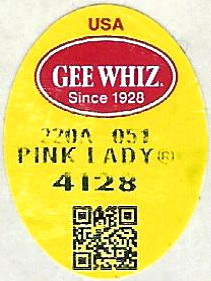 USA
GEE WHIZ.
Since 1928
220A 051
PINK LADY®
4128